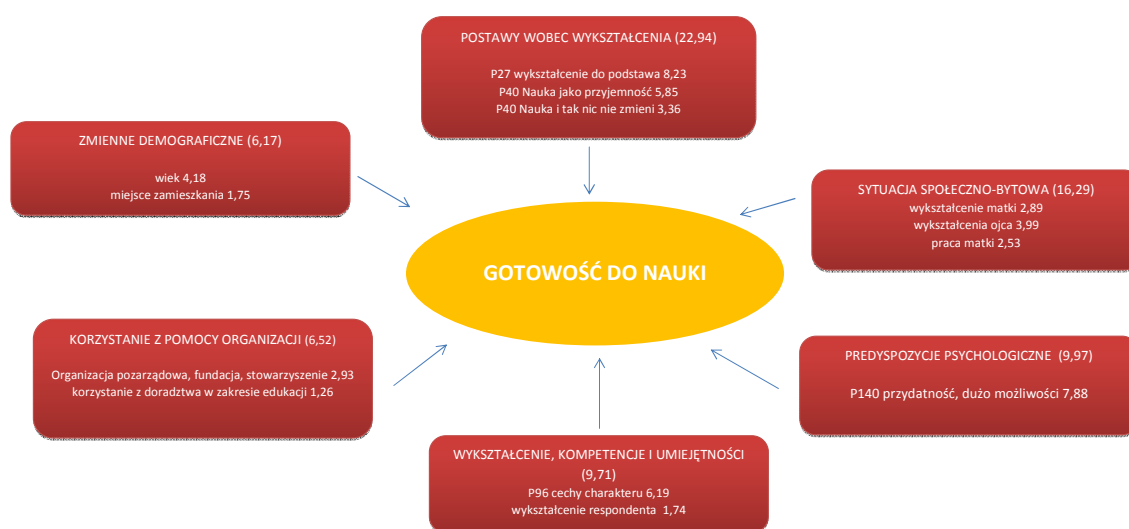 POSTAWY WOBEC WYKSZTAŁCENIA (22,94)
P27 wykształcenie do podstawa 8,23
P40 Nauka jako przyjemność 5,85
P40 Nauka i tak nic nie zmieni 3,36
ZMIENNE DEMOGRAFICZNE (6,17)
wiek 4,18
miejsce zamieszkania 1,75
SYTUACJA SPOŁECZNO-BYTOWA (16,29)
wykształcenie matki 2,89
wykształcenia ojca 3,99
praca matki 2,53
GOTOWOŚĆ DO NAUKI
KORZYSTANIE Z POMOCY ORGANIZACJI (6,52)
Organizacja pozarządowa, fundacja, stowarzyszenie 2,93
korzystanie z doradztwa w zakresie edukacji 1,26
PREDYSPOZYCJE PSYCHOLOGICZNE (9,97)
P140 przydatność, dużo możliwości 7,88
WYKSZTAŁCENIE, KOMPETENCJE I UMIEJĘTNOŚCI
(9,71)
P96 cechy charakteru 6,19
wykształcenie respondenta 1,74